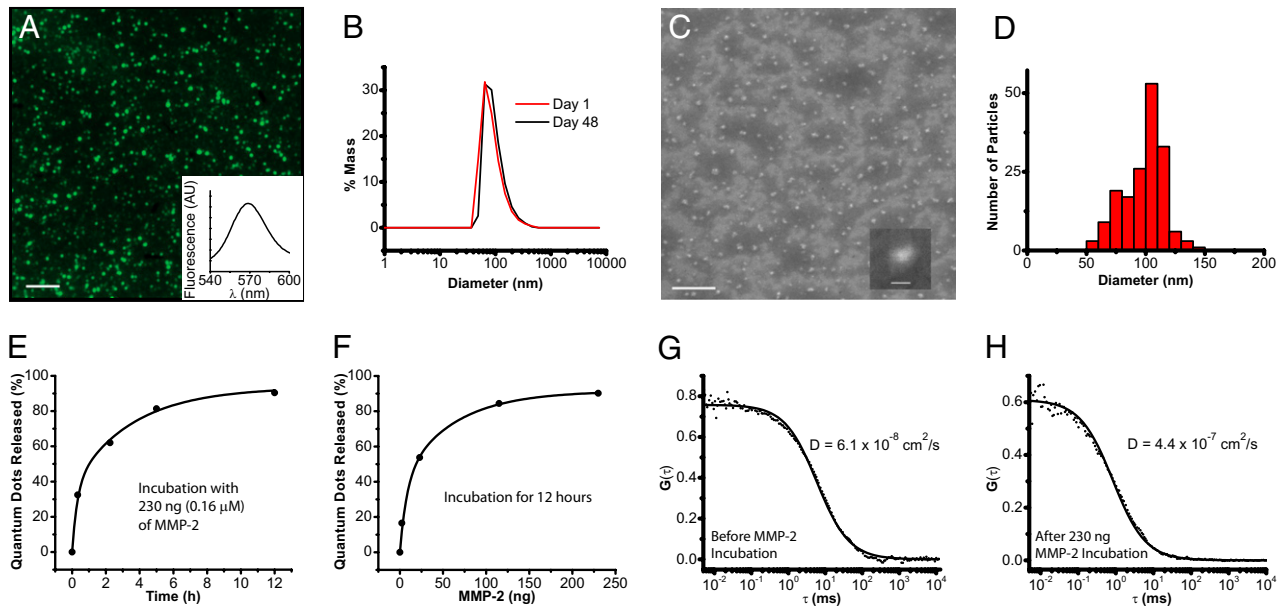 A
Fluorescence (AU)
540 570 600
λ (nm)
B
% Mass
30
20
10
0
Day 1
Day 48
1 10 100 1000 10000
Diameter (nm)
C
D
Number of Particles
50
25
0
0 50 100 150 200
Diameter (nm)
E
Quantum Dots Released (%)
100
80
60
40
20
0
Incubation with
230 ng (0.16 μM)
of MMP-2
0 2 4 6 8 10 12
Time (h)
F
Quantum Dots Released (%)
100
80
60
40
20
0
Incubation for 12 hours
0 50 100 150 200 250
MMP-2 (ng)
G
G(τ)
0.8
0.6
0.4
0.2
0.0
D = 6.1 x 10⁻⁸ cm²/s
Before MMP-2
Incubation
10⁻² 10⁻¹ 10⁰ 10¹ 10² 10³ 10⁴
τ (ms)
H
G(τ)
0.6
0.4
0.2
0.0
D = 4.4 x 10⁻⁷ cm²/s
After 230 ng
MMP-2 Incubation
10⁻² 10⁻¹ 10⁰ 10¹ 10² 10³ 10⁴
τ (ms)